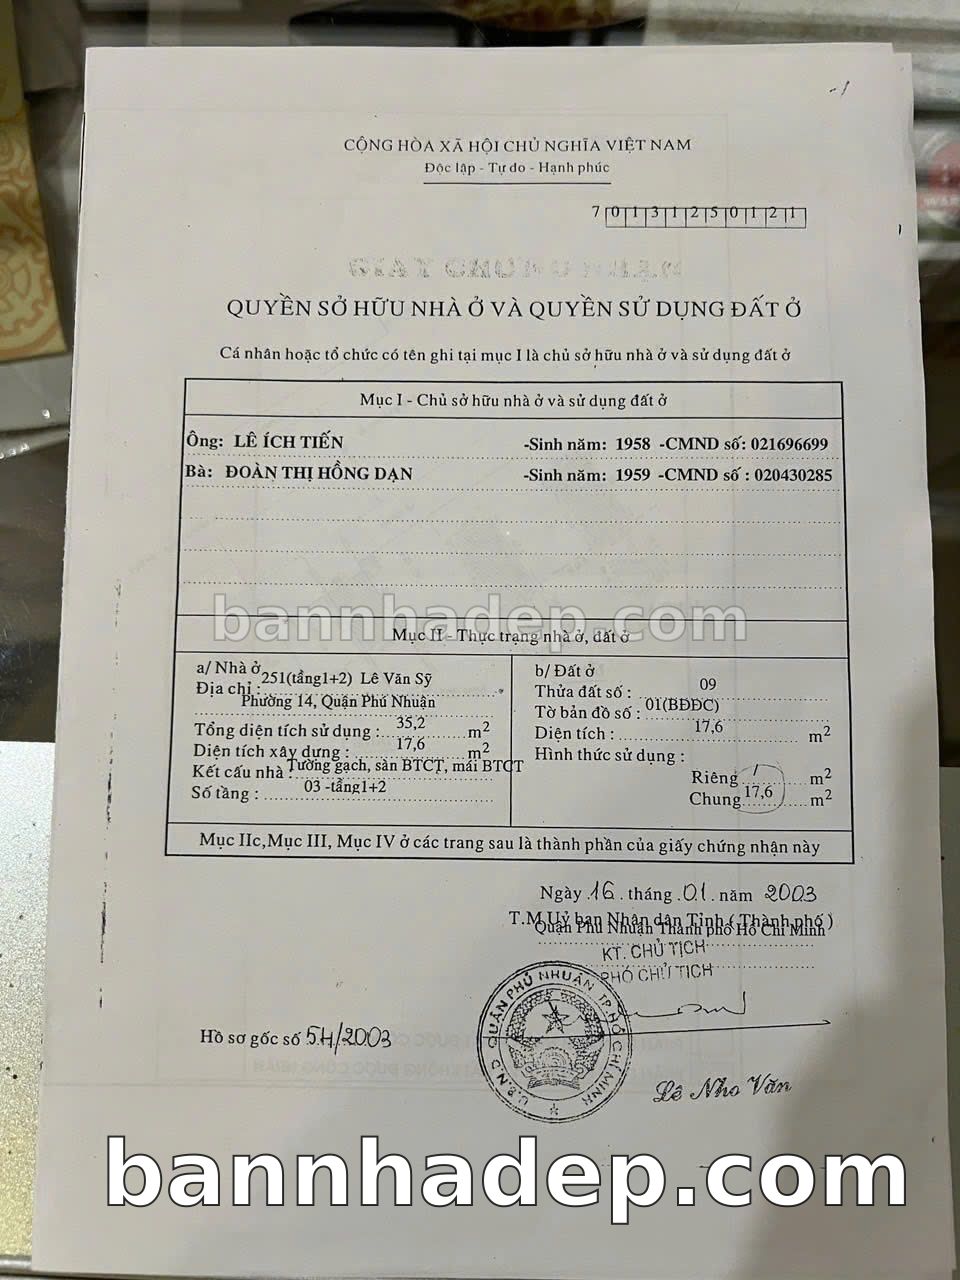 CỘNG HÒA XÃ HỘI CHỦ NGHĨA VIỆT NAM
Độc lập - Tự do - Hạnh phúc
7 0 1 3 1 2 5 0 1 2 1
QUYỀN SỞ HỮU NHÀ Ở VÀ QUYỀN SỬ DỤNG ĐẤT Ở
Cá nhân hoặc tổ chức có tên ghi tại mục I là chủ sở hữu nhà ở và sử dụng đất ở
Mục I - Chủ sở hữu nhà ở và sử dụng đất ở
Ông: LÊ ÍCH TIẾN -Sinh năm: 1958 -CMND số: 021696699
Bà: ĐOÀN THỊ HỒNG DẠN -Sinh năm: 1959 -CMND số : 020430285
bannhadep.com
Mục II - Thực trạng nhà ở, đất ở
a/ Nhà ở
Địa chỉ : 251(tầng1+2) Lê Văn Sỹ
Phường 14, Quận Phú Nhuận
Tổng diện tích sử dụng : 35,2 m2
Diện tích xây dựng : 17,6 m2
Kết cấu nhà : Tường gạch, sàn BTCT, mái BTCT
Số tầng : 03 -tầng1+2
b/ Đất ở
Thửa đất số : 09
Tờ bản đồ số : 01(BĐĐC)
Diện tích : 17,6 m2
Hình thức sử dụng :
Riêng / m2
Chung 17,6 m2
Mục IIc,Mục III, Mục IV ở các trang sau là thành phần của giấy chứng nhận này
Ngày 16 tháng 01 năm 2003
T.M Uỷ ban Nhân dân Tỉnh ( Thành phố )
Quận Phú Nhuận Thành phố Hồ Chí Minh
KT. CHỦ TỊCH
PHÓ CHỦ TỊCH
U.B.N.D QUẬN PHÚ NHUẬN TP. HỒ CHÍ MINH
Hồ sơ gốc số 54/2003
Lê Nho Văn
bannhadep.com